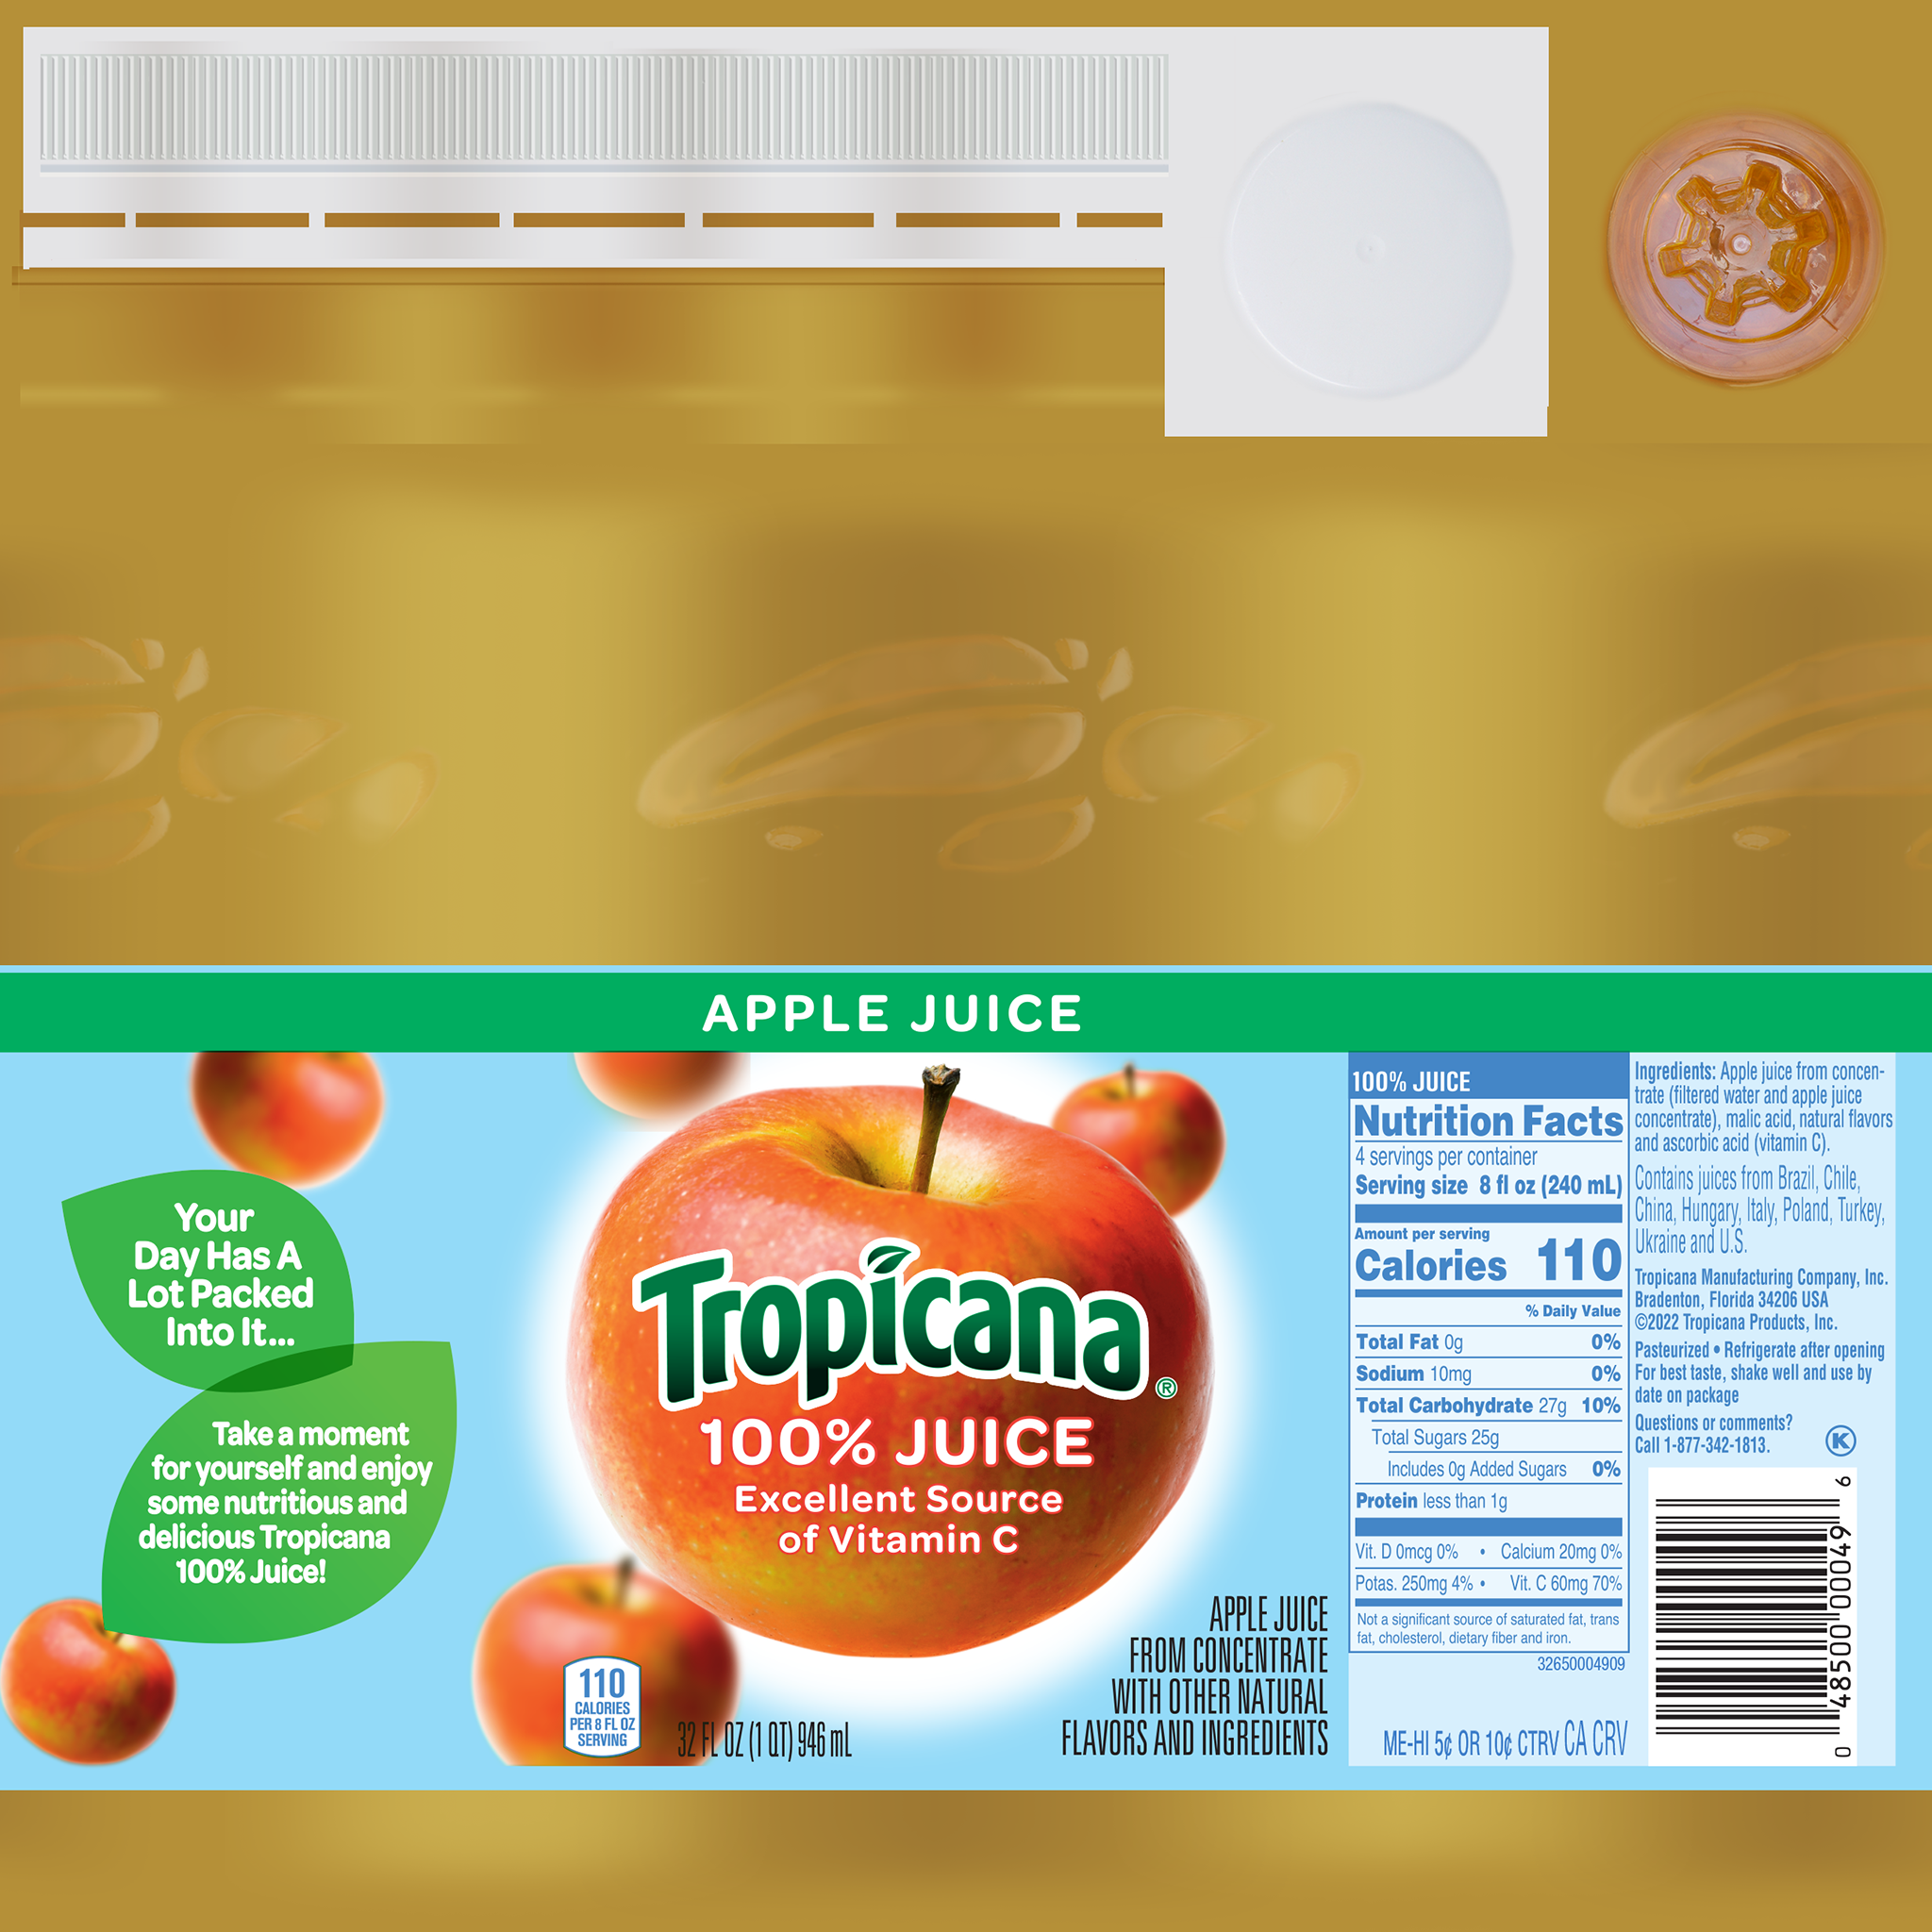 APPLE JUICE
Your
Day Has A
Lot Packed
Into It...
Take a moment
for yourself and enjoy
some nutritious and
delicious Tropicana
100% Juice!
Tropicana®
100% JUICE
Excellent Source
of Vitamin C
110
CALORIES
PER 8 FL OZ
SERVING
32 FL OZ (1 QT) 946 mL
APPLE JUICE
FROM CONCENTRATE
WITH OTHER NATURAL
FLAVORS AND INGREDIENTS
100% JUICE
Nutrition Facts
4 servings per container
Serving size 8 fl oz (240 mL)
Amount per serving
Calories 110
% Daily Value
Total Fat 0g 0%
Sodium 10mg 0%
Total Carbohydrate 27g 10%
Total Sugars 25g
Includes 0g Added Sugars 0%
Protein less than 1g
Vit. D 0mcg 0% • Calcium 20mg 0%
Potas. 250mg 4% • Vit. C 60mg 70%
Not a significant source of saturated fat, trans
fat, cholesterol, dietary fiber and iron.
32650004909
ME-HI 5¢ OR 10¢ CTRV CA CRV
Ingredients: Apple juice from concen-
trate (filtered water and apple juice
concentrate), malic acid, natural flavors
and ascorbic acid (vitamin C).
Contains juices from Brazil, Chile,
China, Hungary, Italy, Poland, Turkey,
Ukraine and U.S.
Tropicana Manufacturing Company, Inc.
Bradenton, Florida 34206 USA
©2022 Tropicana Products, Inc.
Pasteurized • Refrigerate after opening
For best taste, shake well and use by
date on package
Questions or comments?
Call 1-877-342-1813.
K
0 48500 00049 6